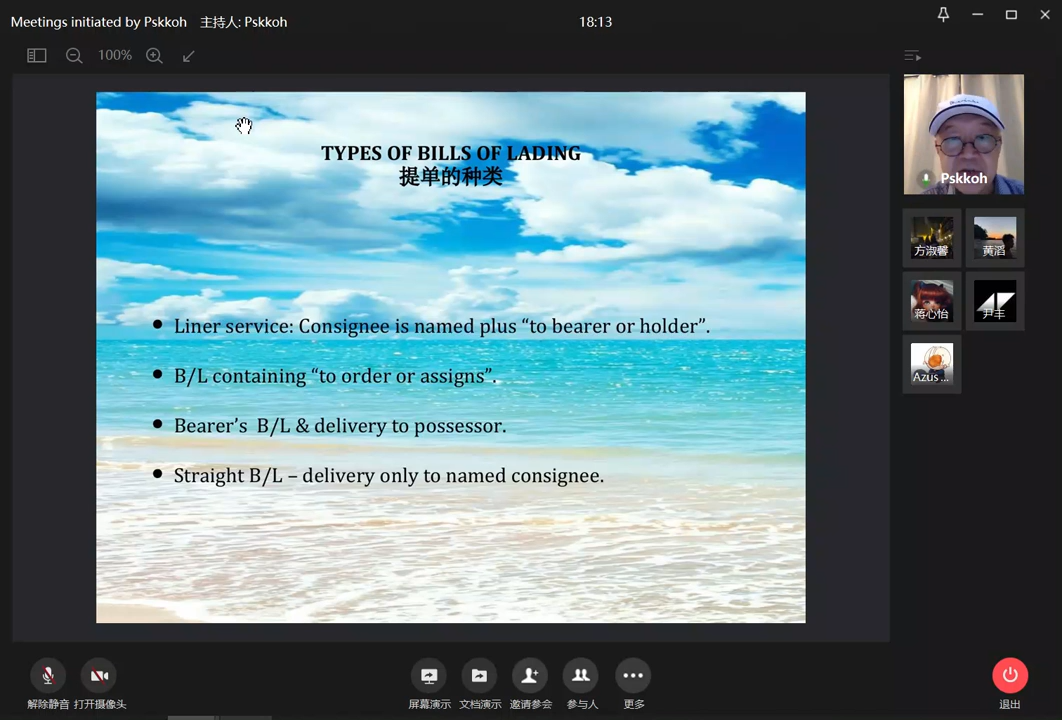 Meetings initiated by Pskkoh 主持人: Pskkoh
18:13
100%
TYPES OF BILLS OF LADING
提单的种类
• Liner service: Consignee is named plus “to bearer or holder”.
• B/L containing “to order or assigns”.
• Bearer’s B/L & delivery to possessor.
• Straight B/L – delivery only to named consignee.
Pskkoh
方淑馨
黄滔
蒋心怡
尹丰
Azus...
解除静音
打开摄像头
屏幕演示
文档演示
邀请参会
参与人
更多
退出